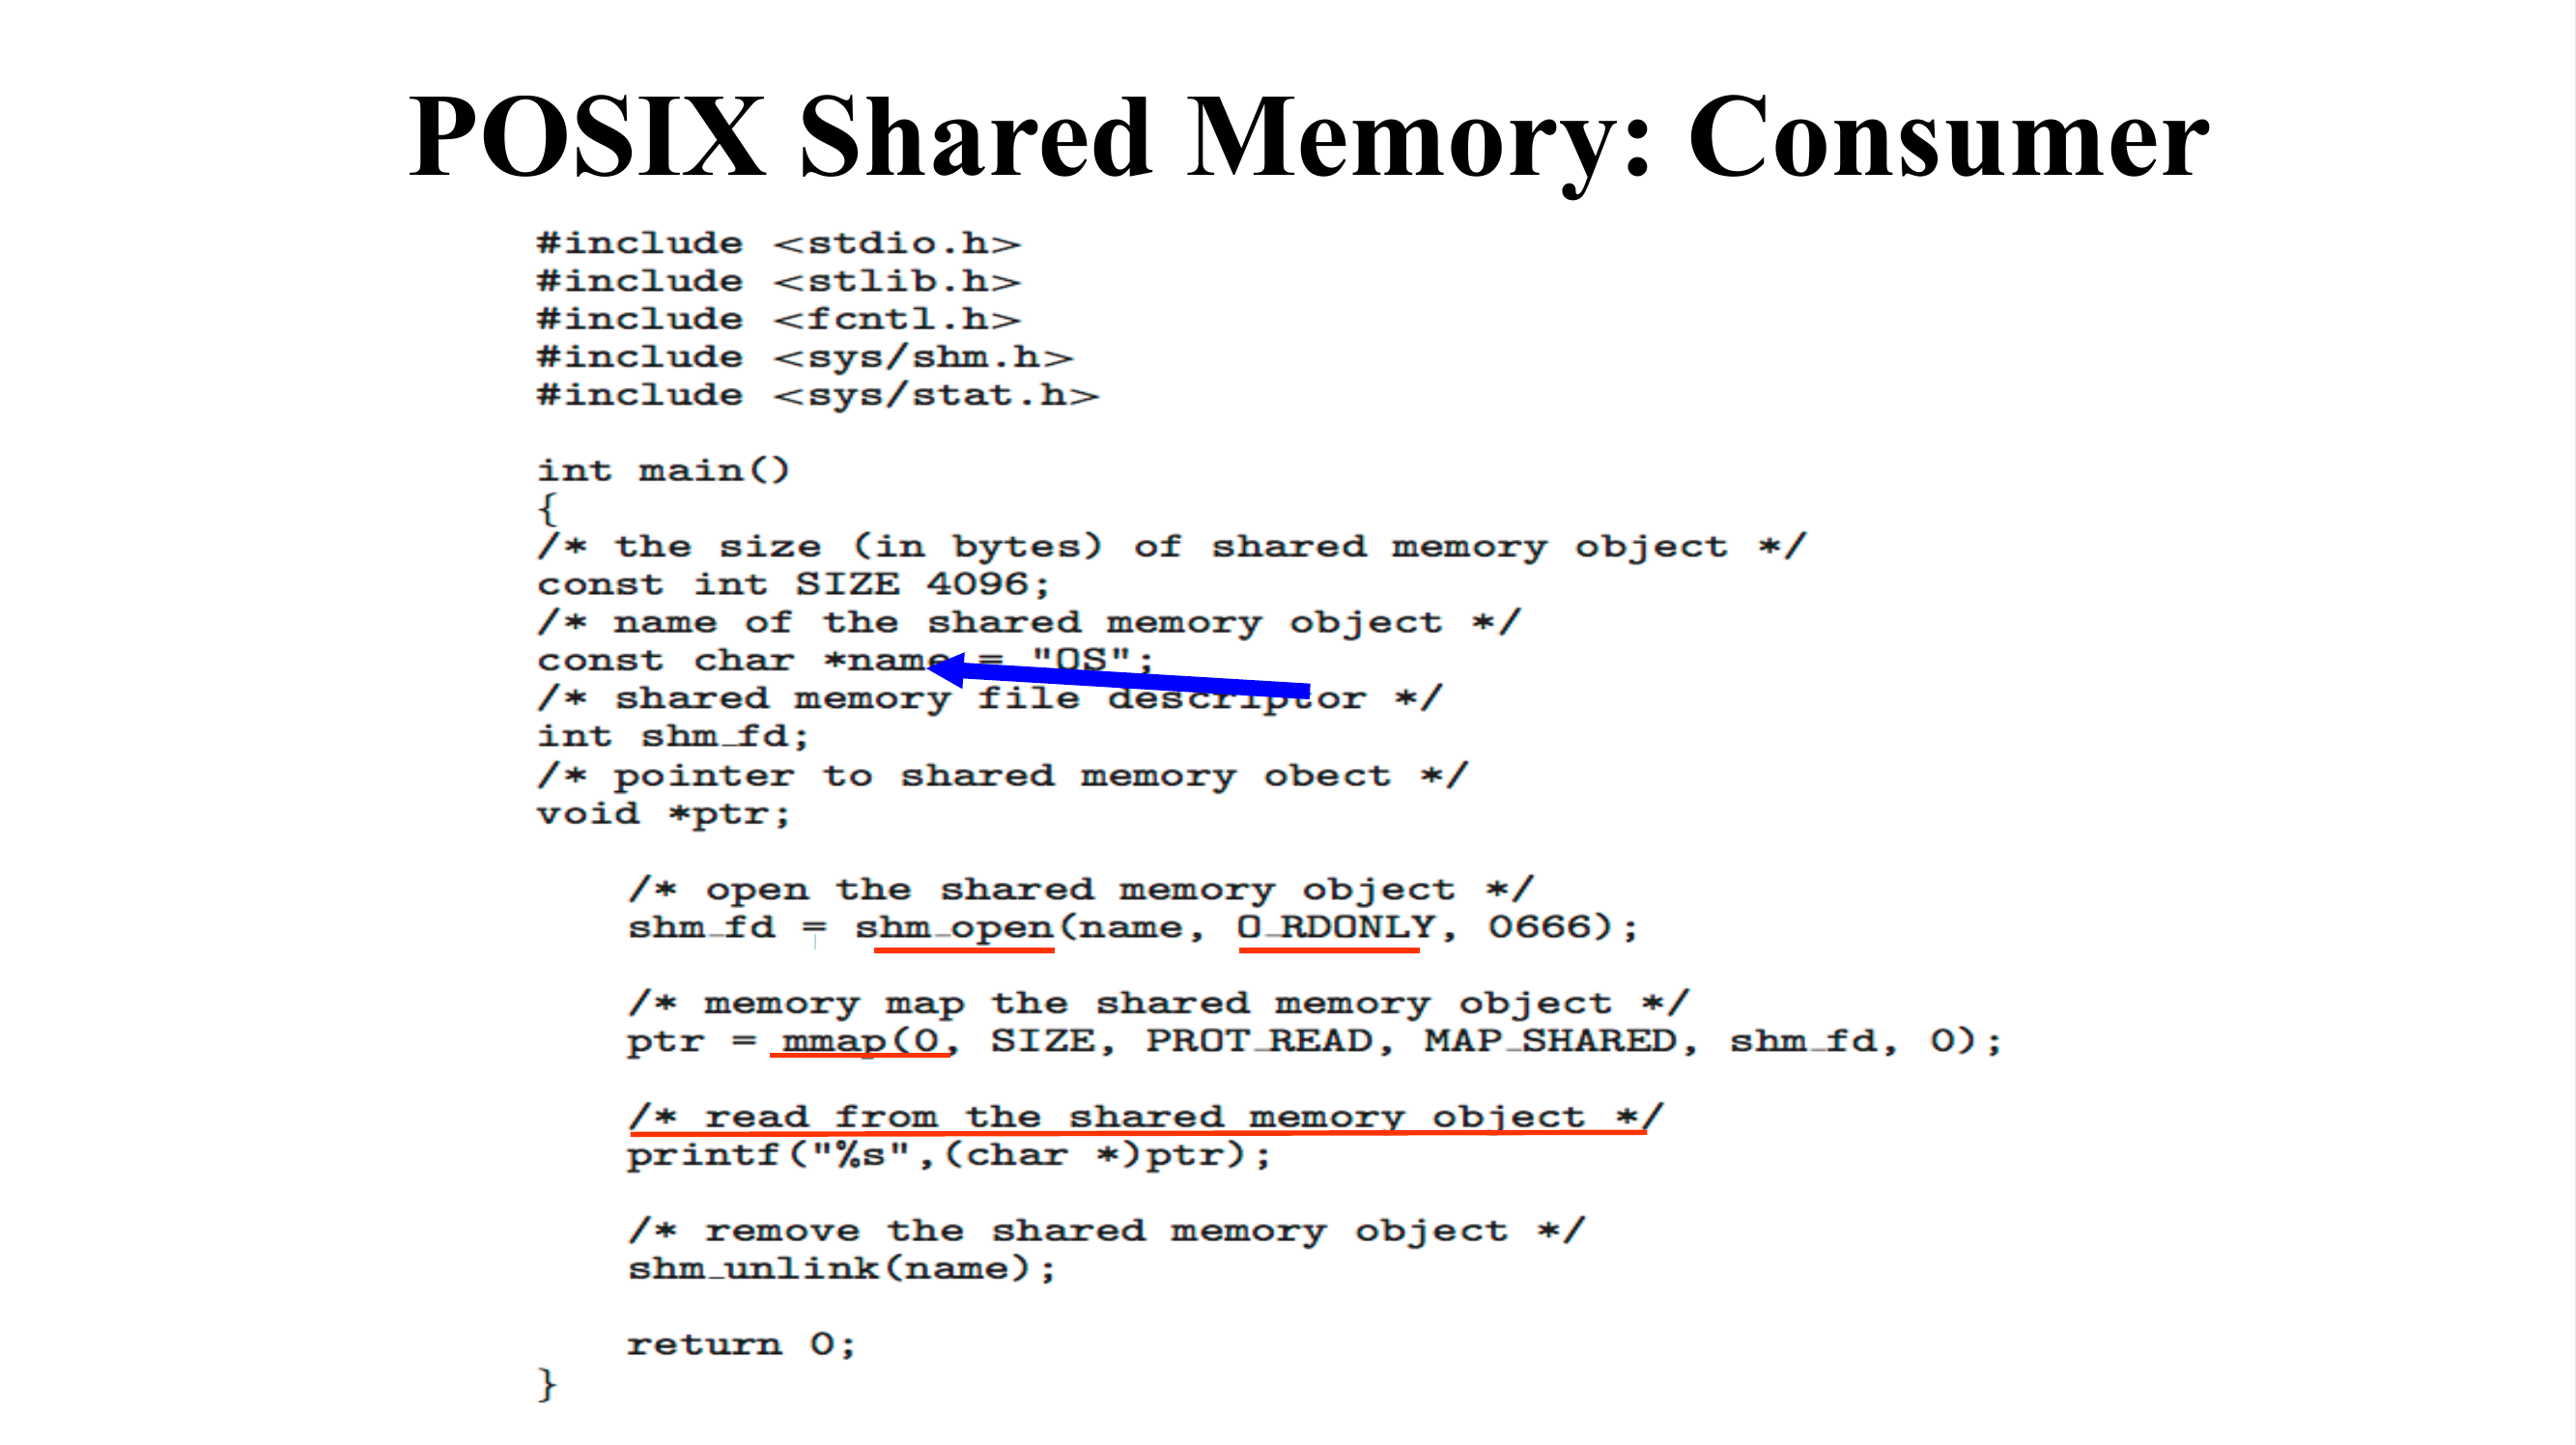 POSIX Shared Memory: Consumer
#include <stdio.h>
#include <stlib.h>
#include <fcntl.h>
#include <sys/shm.h>
#include <sys/stat.h>
int main()
{
/* the size (in bytes) of shared memory object */
const int SIZE 4096;
/* name of the shared memory object */
const char *name = "OS";
/* shared memory file descriptor */
int shm_fd;
/* pointer to shared memory obect */
void *ptr;
/* open the shared memory object */
shm_fd = shm_open(name, O_RDONLY, 0666);
/* memory map the shared memory object */
ptr = mmap(0, SIZE, PROT_READ, MAP_SHARED, shm_fd, 0);
/* read from the shared memory object */
printf("%s",(char *)ptr);
/* remove the shared memory object */
shm_unlink(name);
return 0;
}